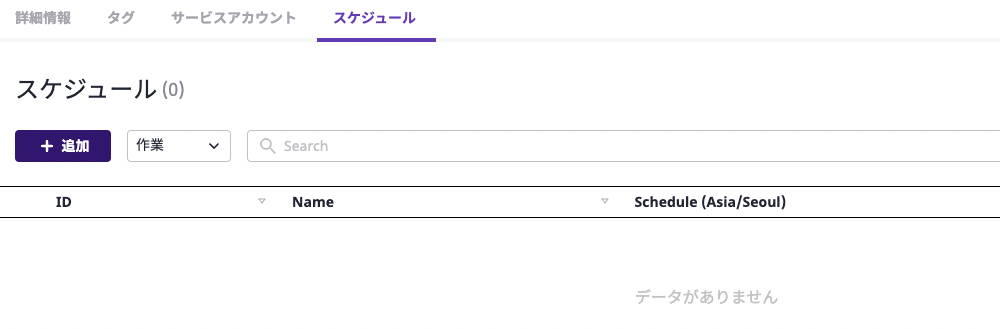 詳細情報 タグ サービスアカウント スケジュール
スケジュール (0)
+ 追加 作業 Search
ID Name Schedule (Asia/Seoul)
データがありません